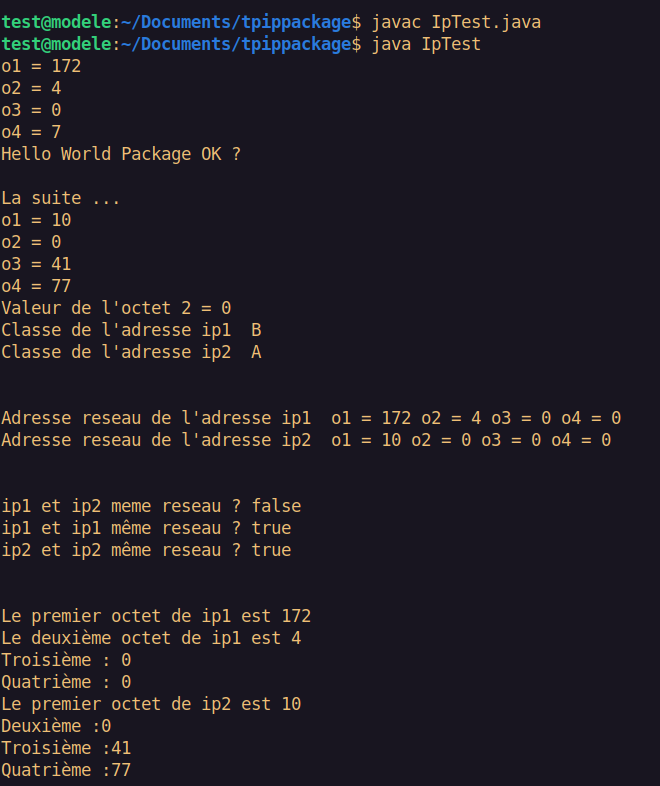 test@modele:~/Documents/tpippackage$ javac IpTest.java
test@modele:~/Documents/tpippackage$ java IpTest
o1 = 172
o2 = 4
o3 = 0
o4 = 7
Hello World Package OK ?
La suite ...
o1 = 10
o2 = 0
o3 = 41
o4 = 77
Valeur de l'octet 2 = 0
Classe de l'adresse ip1  B
Classe de l'adresse ip2  A
Adresse reseau de l'adresse ip1  o1 = 172 o2 = 4 o3 = 0 o4 = 0
Adresse reseau de l'adresse ip2  o1 = 10 o2 = 0 o3 = 0 o4 = 0
ip1 et ip2 meme reseau ? false
ip1 et ip1 même reseau ? true
ip2 et ip2 même reseau ? true
Le premier octet de ip1 est 172
Le deuxième octet de ip1 est 4
Troisième : 0
Quatrième : 0
Le premier octet de ip2 est 10
Deuxième :0
Troisième :41
Quatrième :77